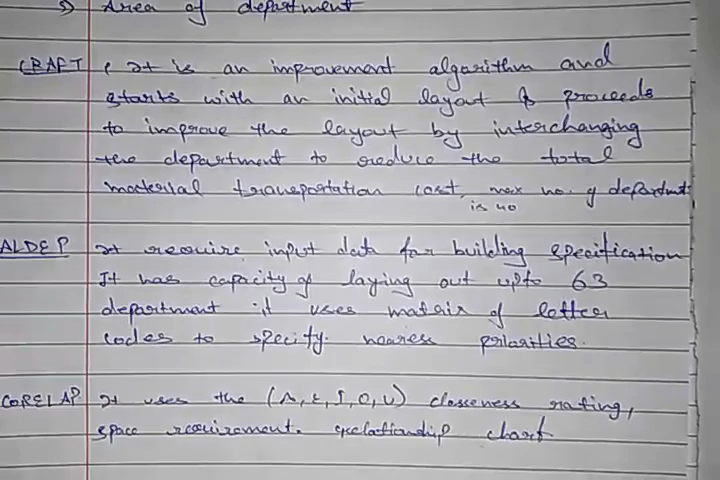 5) Area of department
CRAFT : It is an improvement algorithm and
starts with an initial layout & proceeds
to improve the layout by interchanging
the department to reduce the total
material transportation cost, max no. of department
is 40
ALDEP It require input data for building specification
It has capacity of laying out upto 63
department it uses matrix of letter
codes to specify nearess priarities.
CORELAP It uses the (A, E, I, O, U) closeness rating,
space requirement. relationship chart